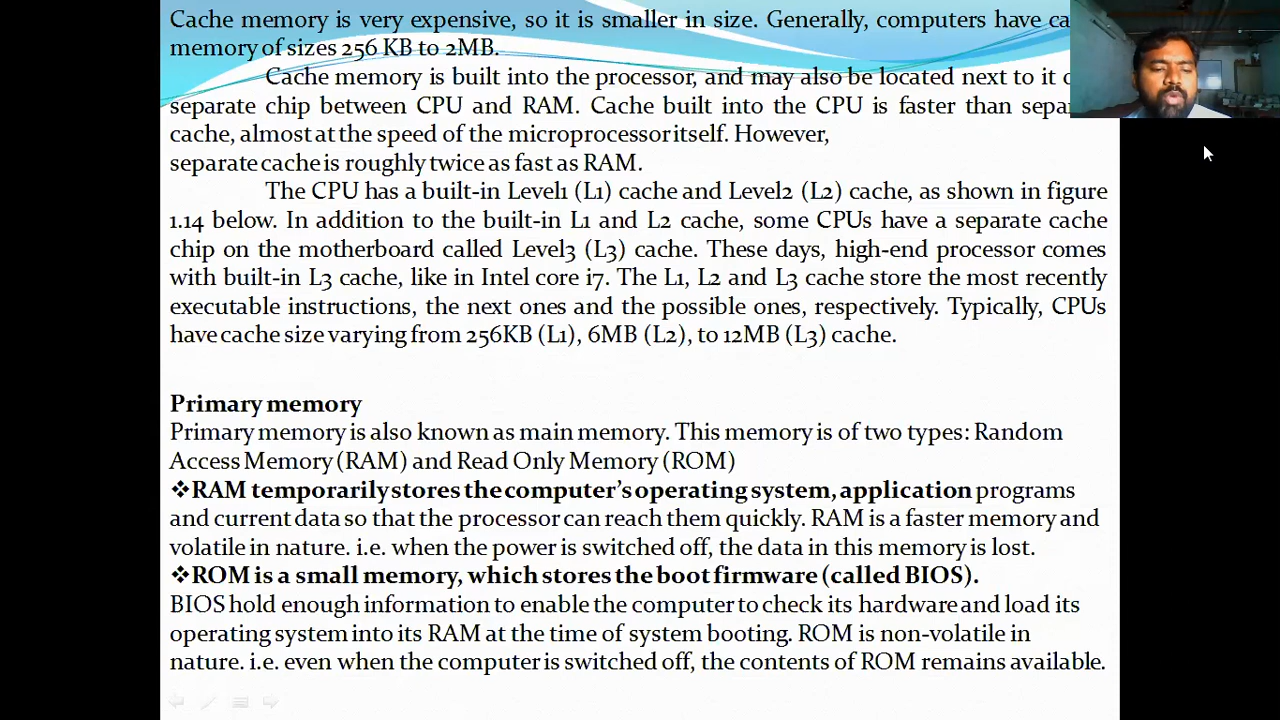 Cache memory is very expensive, so it is smaller in size. Generally, computers have
memory of sizes 256 KB to 2MB.
Cache memory is built into the processor, and may also be located next to it
separate chip between CPU and RAM. Cache built into the CPU is faster than
cache, almost at the speed of the microprocessor itself. However,
separate cache is roughly twice as fast as RAM.
The CPU has a built-in Level1 (L1) cache and Level2 (L2) cache, as shown in figure
1.14 below. In addition to the built-in L1 and L2 cache, some CPUs have a separate cache
chip on the motherboard called Level3 (L3) cache. These days, high-end processor comes
with built-in L3 cache, like in Intel core i7. The L1, L2 and L3 cache store the most recently
executable instructions, the next ones and the possible ones, respectively. Typically, CPUs
have cache size varying from 256KB (L1), 6MB (L2), to 12MB (L3) cache.
Primary memory
Primary memory is also known as main memory. This memory is of two types: Random
Access Memory (RAM) and Read Only Memory (ROM)
❖RAM temporarily stores the computer’s operating system, application programs
and current data so that the processor can reach them quickly. RAM is a faster memory and
volatile in nature. i.e. when the power is switched off, the data in this memory is lost.
❖ROM is a small memory, which stores the boot firmware (called BIOS).
BIOS hold enough information to enable the computer to check its hardware and load its
operating system into its RAM at the time of system booting. ROM is non-volatile in
nature. i.e. even when the computer is switched off, the contents of ROM remains available.